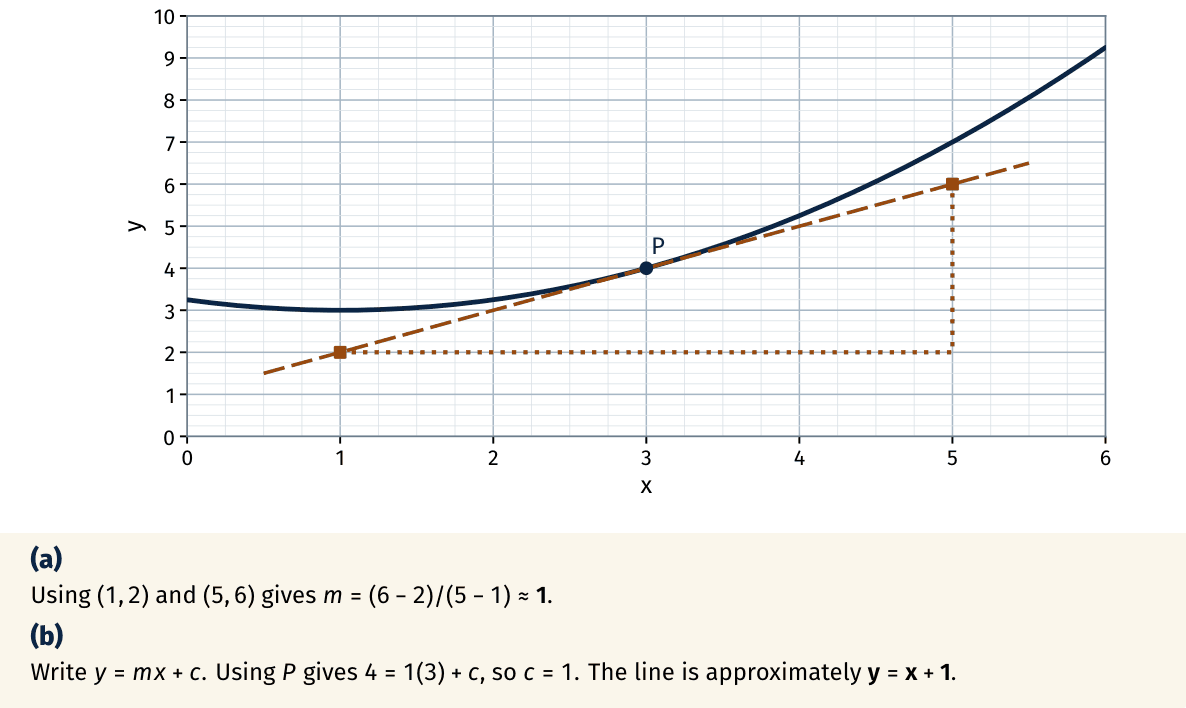 10
9
8
7
6
5
4
3
2
1
0
y
P
0 1 2 3 4 5 6
x
(a)
Using (1, 2) and (5, 6) gives m = (6 − 2)/(5 − 1) ≈ 1.
(b)
Write y = mx + c. Using P gives 4 = 1(3) + c, so c = 1. The line is approximately y = x + 1.